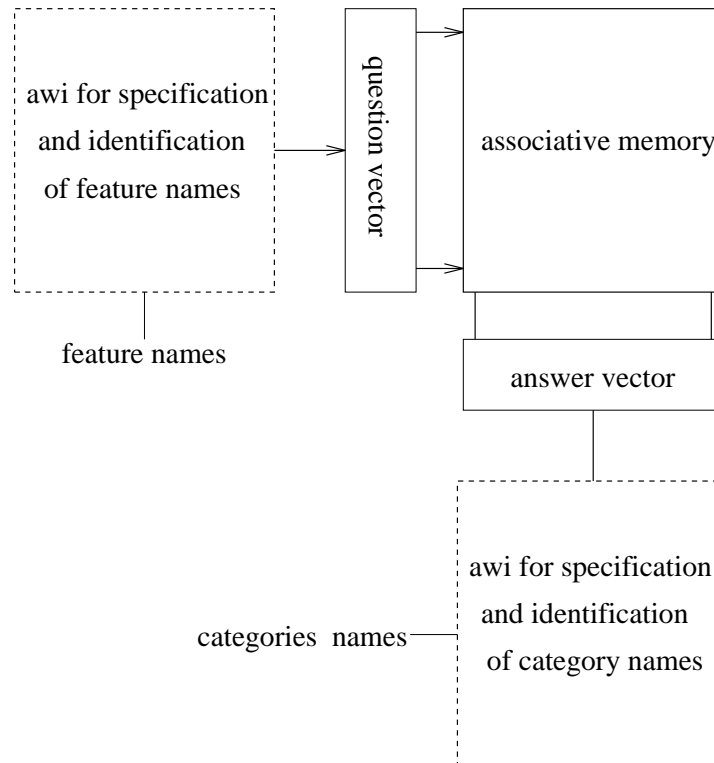 awi for specification
and identification
of feature names
question vector
associative memory
feature names
answer vector
awi for specification
and identification
of category names
categories names